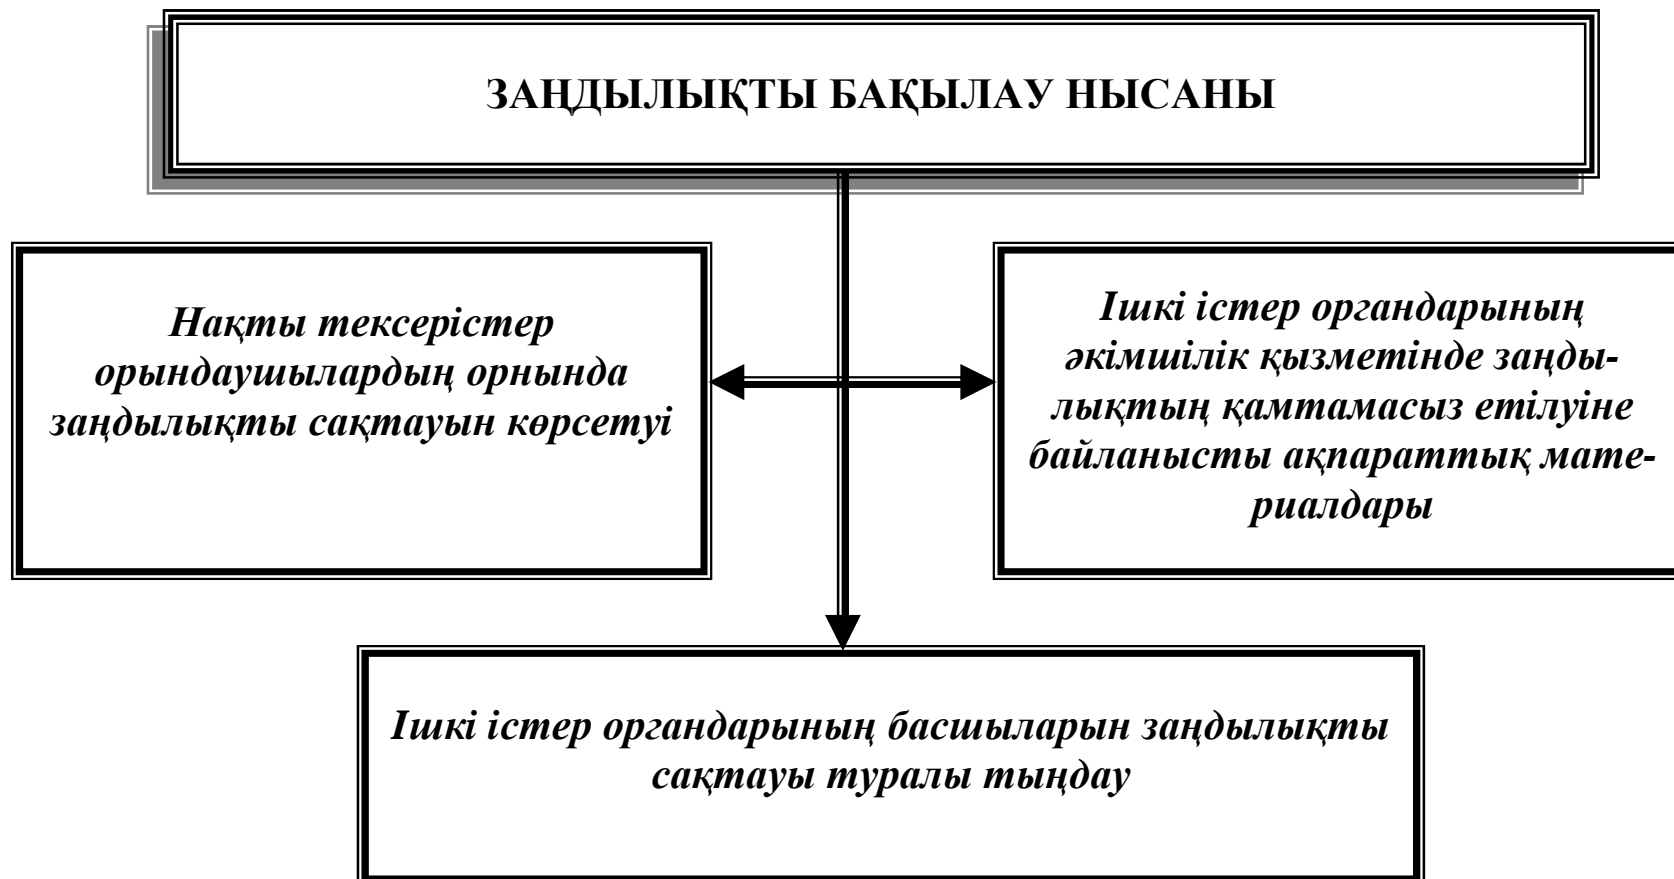 ЗАҢДЫЛЫҚТЫ БАҚЫЛАУ НЫСАНЫ
Нақты тексерістер
орындаушылардың орнында
заңдылықты сақтауын көрсетуі
Ішкі істер органдарының
әкімшілік қызметінде заңды-
лықтың қамтамасыз етілуіне
байланысты ақпараттық мате-
риалдары
Ішкі істер органдарының басшыларын заңдылықты
сақтауы туралы тыңдау